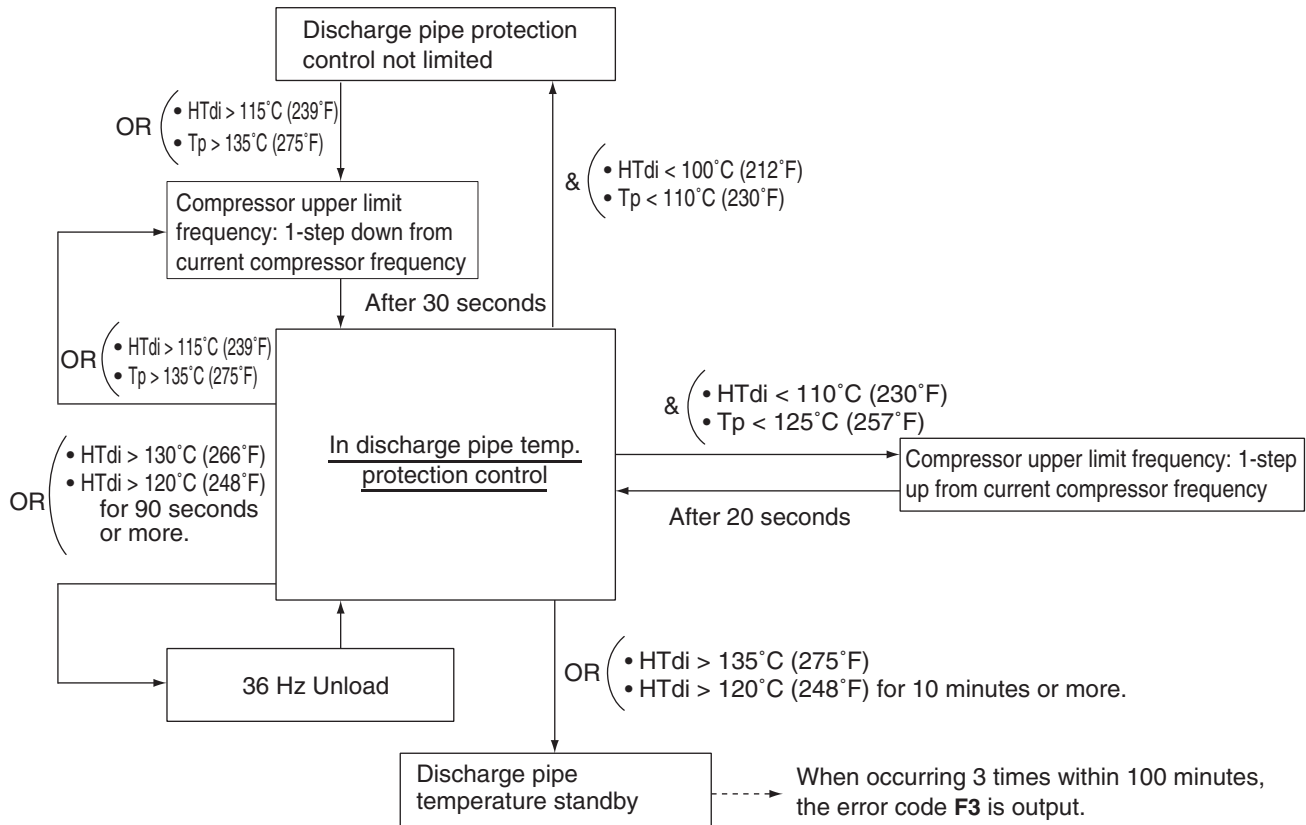 Discharge pipe protection
control not limited
OR
• HTdi > 115˚C (239˚F)
• Tp > 135˚C (275˚F)
&
• HTdi < 100˚C (212˚F)
• Tp < 110˚C (230˚F)
Compressor upper limit
frequency: 1-step down from
current compressor frequency
After 30 seconds
OR
• HTdi > 115˚C (239˚F)
• Tp > 135˚C (275˚F)
&
• HTdi < 110˚C (230˚F)
• Tp < 125˚C (257˚F)
In discharge pipe temp.
protection control
Compressor upper limit frequency: 1-step
up from current compressor frequency
After 20 seconds
OR
• HTdi > 130˚C (266˚F)
• HTdi > 120˚C (248˚F)
for 90 seconds
or more.
36 Hz Unload
OR
• HTdi > 135˚C (275˚F)
• HTdi > 120˚C (248˚F) for 10 minutes or more.
Discharge pipe
temperature standby
When occurring 3 times within 100 minutes,
the error code F3 is output.